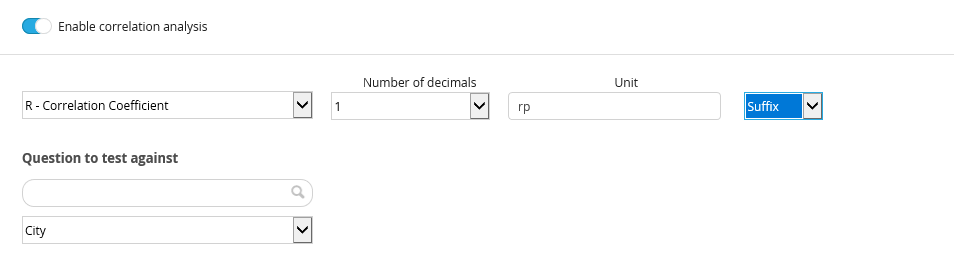 Enable correlation analysis
Number of decimals
Unit
R - Correlation Coefficient
1
rp
Suffix
Question to test against
City